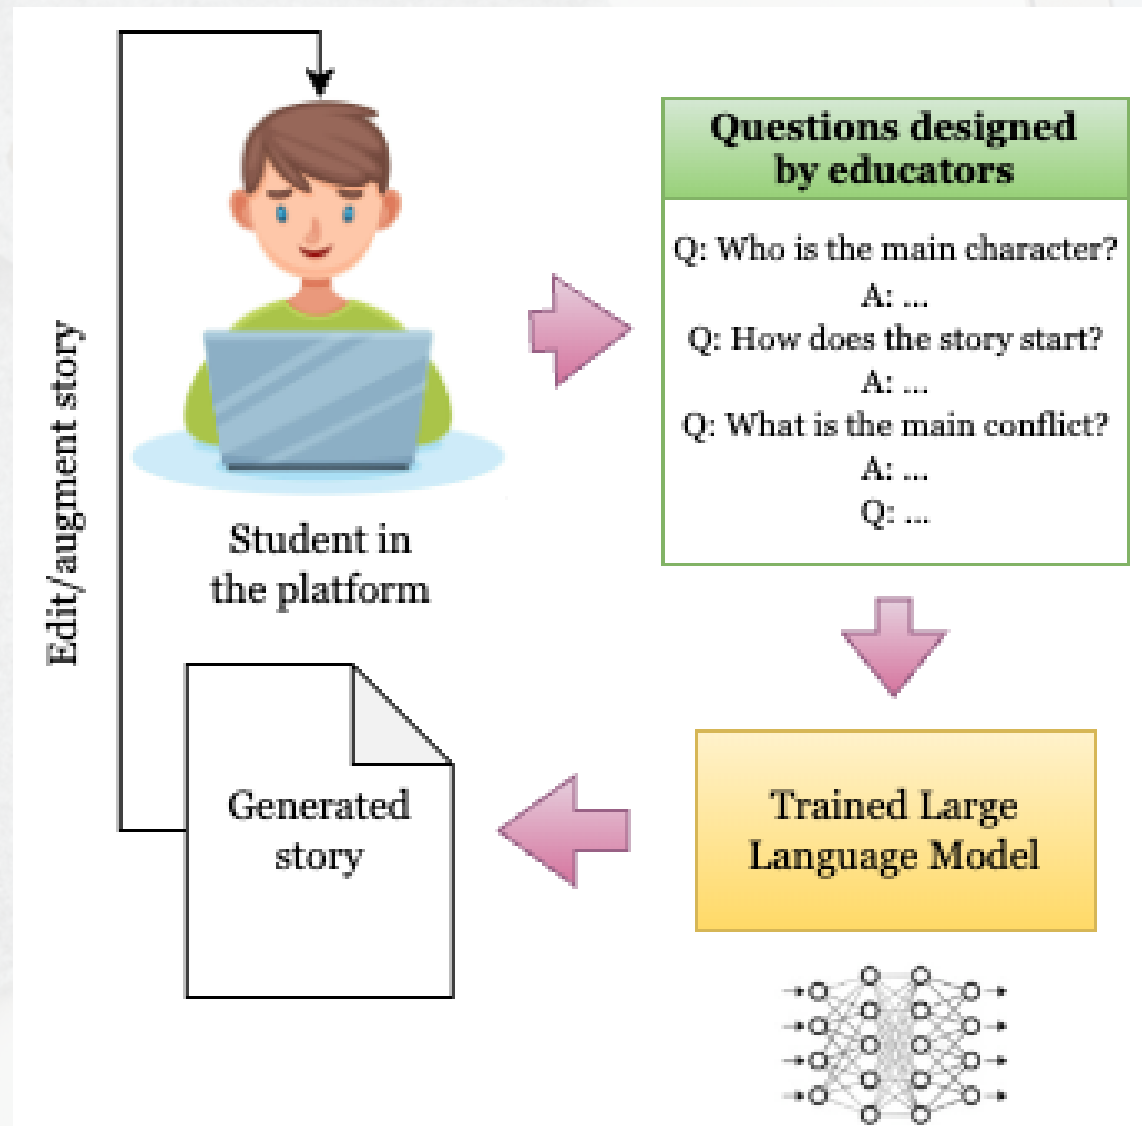 Edit/augment story
Student in
the platform
Questions designed
by educators
Q: Who is the main character?
A: ...
Q: How does the story start?
A: ...
Q: What is the main conflict?
A: ...
Q: ...
Trained Large
Language Model
Generated
story